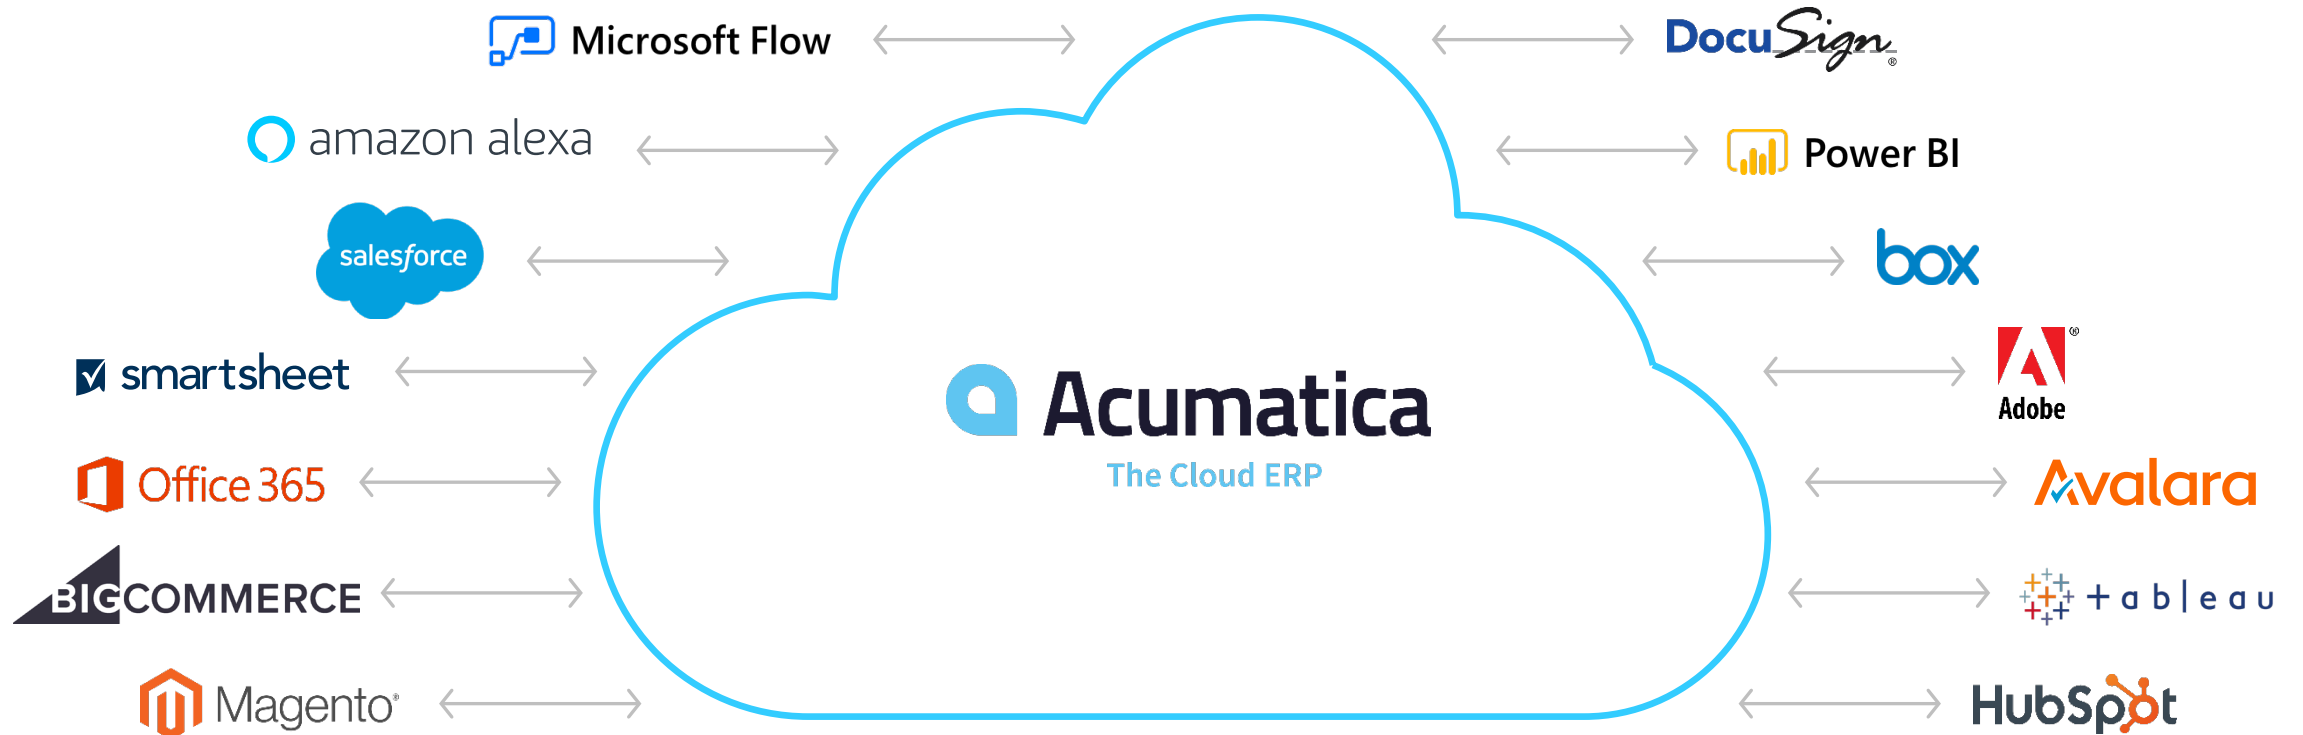 Microsoft Flow
amazon alexa
salesforce
smartsheet
Office 365
BIGCOMMERCE
Magento®
Acumatica
The Cloud ERP
DocuSign®
Power BI
box
®
Adobe
Avalara
+ableau
HubSpot